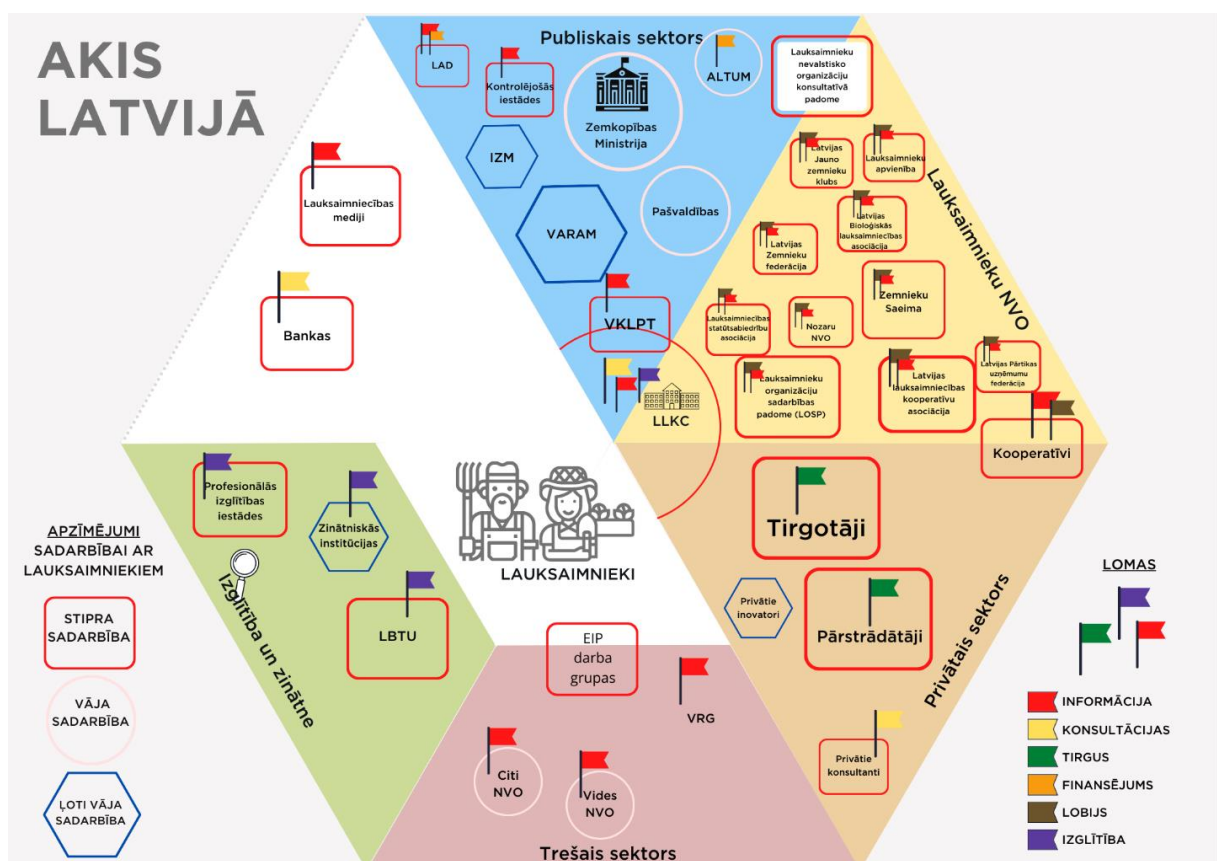 AKIS
LATVIJĀ
Publiskais sektors
LAD
Kontrolējošās
iestādes
Zemkopības
Ministrija
ALTUM
IZM
VARAM
Pašvaldības
VKLPT
LLKC
Lauksaimnieku
nevalstisko
organizāciju
konsultatīvā
padome
Lauksaimnieku NVO
Latvijas
Jauno
zemnieku
klubs
Lauksaimnieku
apvienība
Latvijas
Bioloģiskās
lauksaimniecības
asociācija
Latvijas
Zemnieku
federācija
Zemnieku
Saeima
Lauksaimniecības
statūtsabiedrību
asociācija
Nozaru
NVO
Lauksaimnieku
organizāciju
sadarbības
padome (LOSP)
Latvijas
lauksaimniecības
kooperatīvu
asociācija
Latvijas Pārtikas
uzņēmumu
federācija
Kooperatīvi
Lauksaimniecības
mediji
Bankas
Profesionālās
izglītības
iestādes
Zinātniskās
institūcijas
LBTU
Izglītība un zinātne
LAUKSAIMNIEKI
Tirgotāji
Privātie
inovatori
Pārstrādātāji
Privātais sektors
Privātie
konsultanti
EIP
darba
grupas
VRG
Citi
NVO
Vides
NVO
Trešais sektors
APZĪMĒJUMI
SADARBĪBAI AR
LAUKSAIMNIEKIEM
STIPRA
SADARBĪBA
VĀJA
SADARBĪBA
ĻOTI VĀJA
SADARBĪBA
LOMAS
INFORMĀCIJA
KONSULTĀCIJAS
TIRGUS
FINANSĒJUMS
LOBIJS
IZGLĪTĪBA